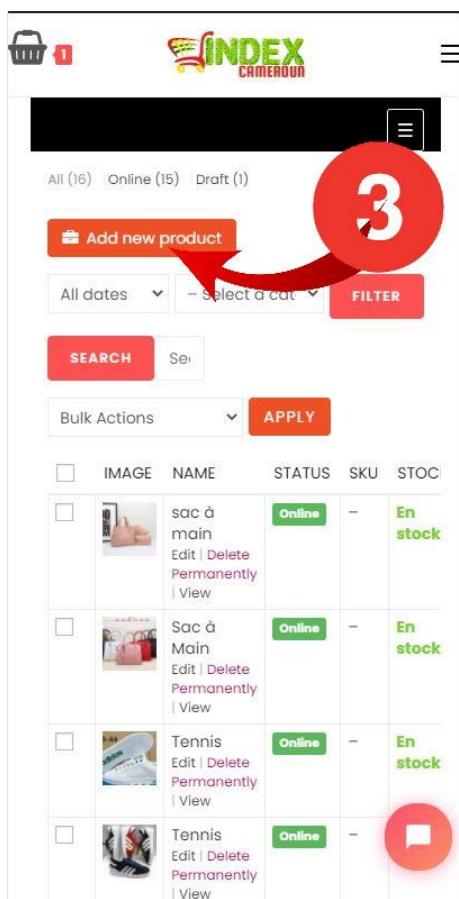 1
INDEX
CAMEROUN
All (16) Online (15) Draft (1)
3
Add new product
All dates – Select a cat FILTER
SEARCH Se
Bulk Actions APPLY
IMAGE NAME STATUS SKU STOC
sac à
main
Edit | Delete
Permanently
| View
Online – En
stock
Sac à
Main
Edit | Delete
Permanently
| View
Online – En
stock
Tennis
Edit | Delete
Permanently
| View
Online – En
stock
adidas
Tennis
Edit | Delete
Permanently
| View
Online –